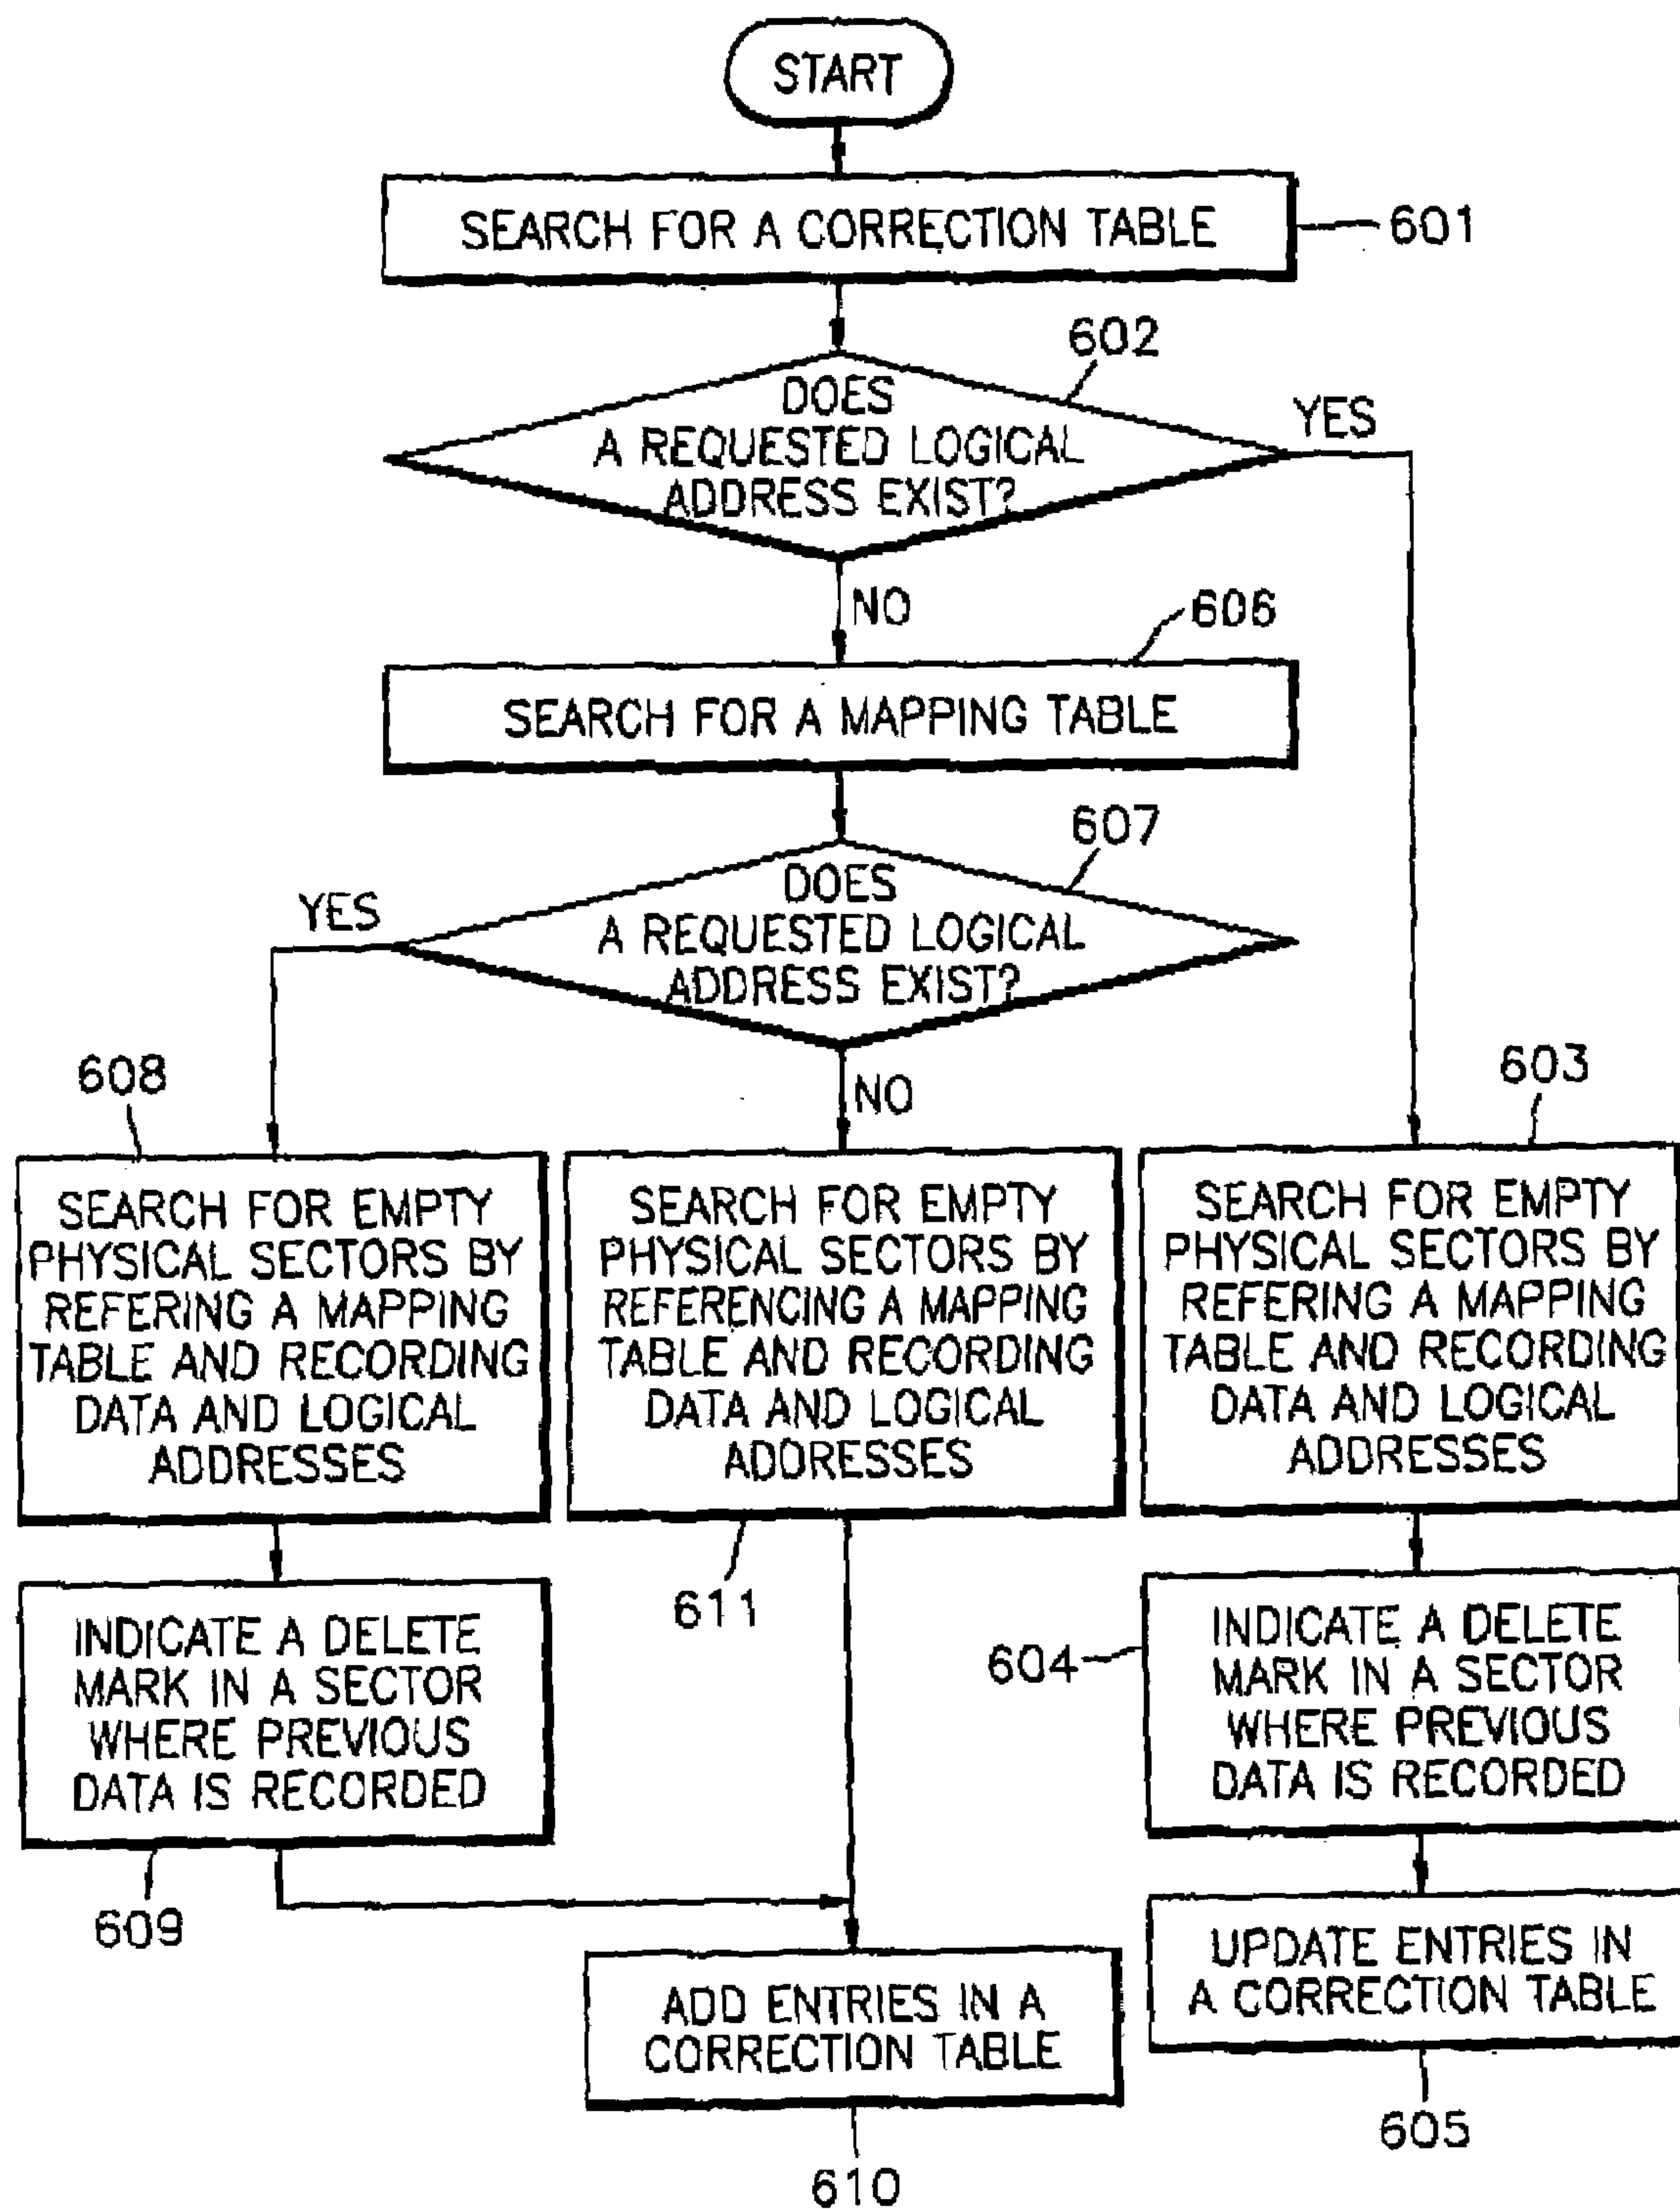 START
SEARCH FOR A CORRECTION TABLE
601
602
DOES
A REQUESTED LOGICAL
ADDRESS EXIST?
YES
NO
606
SEARCH FOR A MAPPING TABLE
607
DOES
A REQUESTED LOGICAL
ADDRESS EXIST?
YES
NO
608
SEARCH FOR EMPTY
PHYSICAL SECTORS BY
REFERING A MAPPING
TABLE AND RECORDING
DATA AND LOGICAL
ADDRESSES
SEARCH FOR EMPTY
PHYSICAL SECTORS BY
REFERENCING A MAPPING
TABLE AND RECORDING
DATA AND LOGICAL
ADDRESSES
611
603
SEARCH FOR EMPTY
PHYSICAL SECTORS BY
REFERING A MAPPING
TABLE AND RECORDING
DATA AND LOGICAL
ADDRESSES
INDICATE A DELETE
MARK IN A SECTOR
WHERE PREVIOUS
DATA IS RECORDED
609
604
INDICATE A DELETE
MARK IN A SECTOR
WHERE PREVIOUS
DATA IS RECORDED
ADD ENTRIES IN A
CORRECTION TABLE
610
UPDATE ENTRIES IN
A CORRECTION TABLE
605